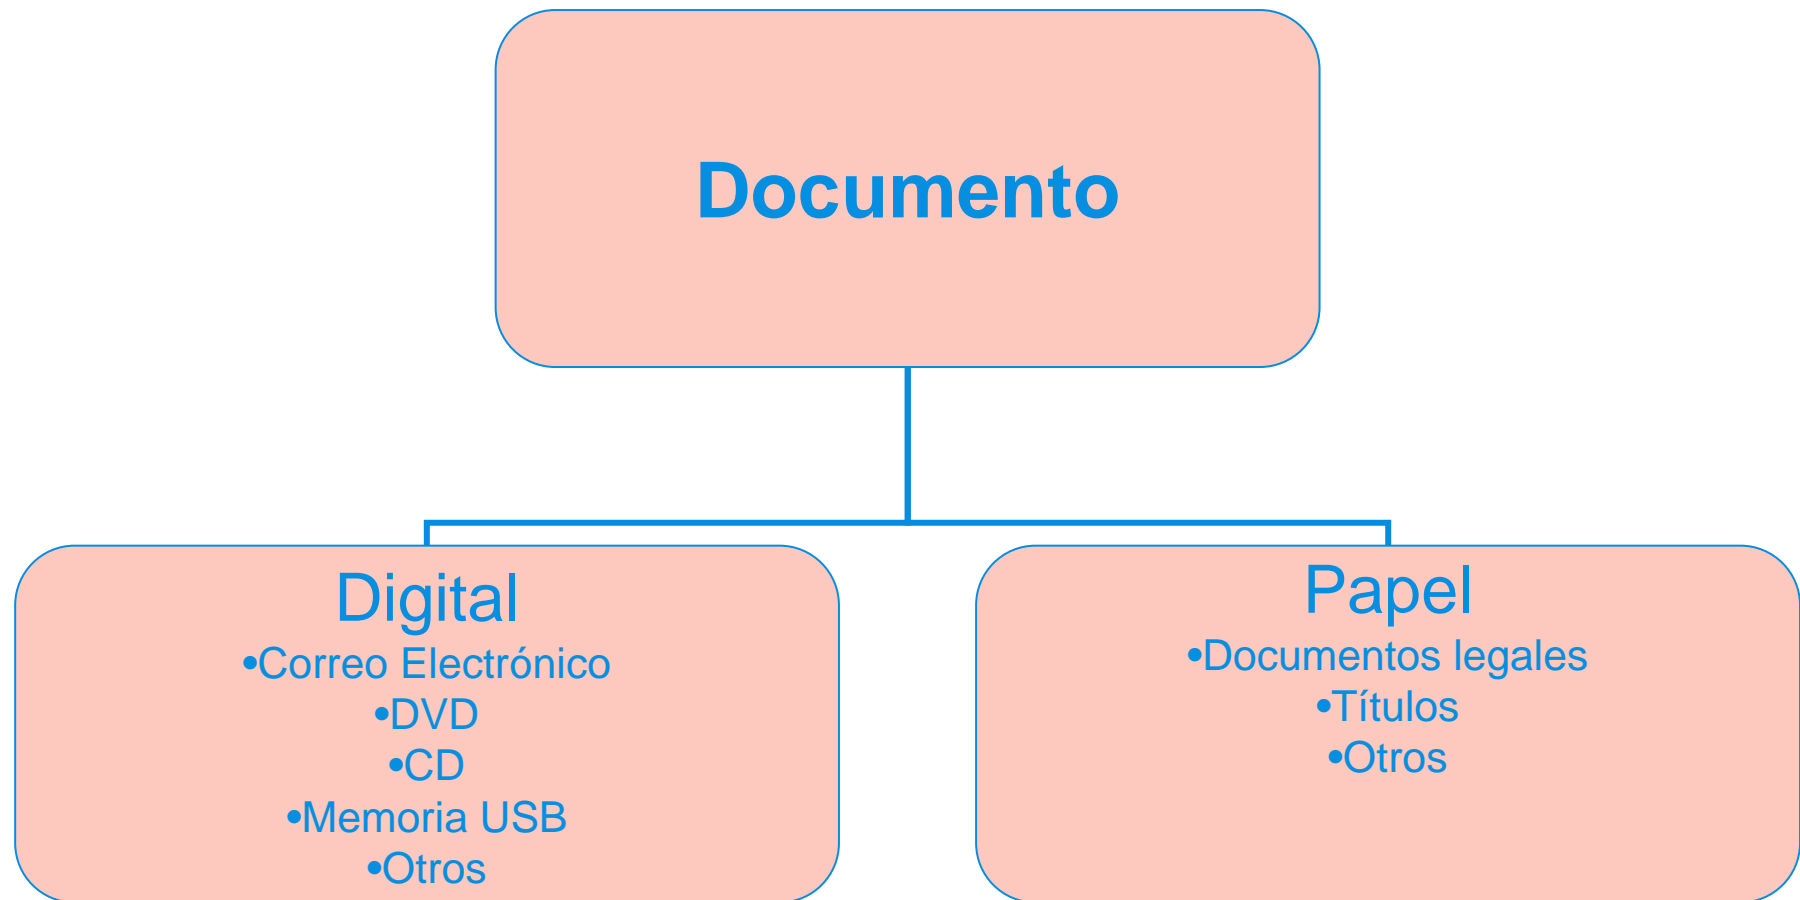 Documento
Digital
•Correo Electrónico
•DVD
•CD
•Memoria USB
•Otros
Papel
•Documentos legales
•Títulos
•Otros